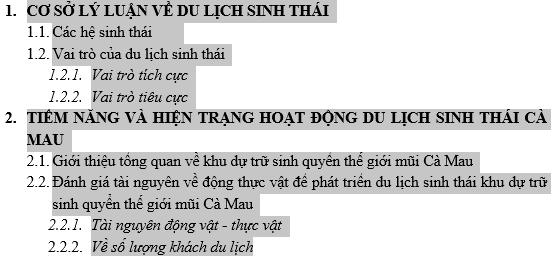 1. CƠ SỞ LÝ LUẬN VỀ DU LỊCH SINH THÁI
1.1. Các hệ sinh thái
1.2. Vai trò của du lịch sinh thái
1.2.1. Vai trò tích cực
1.2.2. Vai trò tiêu cực
2. TIỀM NĂNG VÀ HIỆN TRẠNG HOẠT ĐỘNG DU LỊCH SINH THÁI CÀ
MAU
2.1. Giới thiệu tổng quan về khu dự trữ sinh quyển thế giới mũi Cà Mau
2.2. Đánh giá tài nguyên về động thực vật để phát triển du lịch sinh thái khu dự trữ
sinh quyển thế giới mũi Cà Mau
2.2.1. Tài nguyên động vật - thực vật
2.2.2. Về số lượng khách du lịch